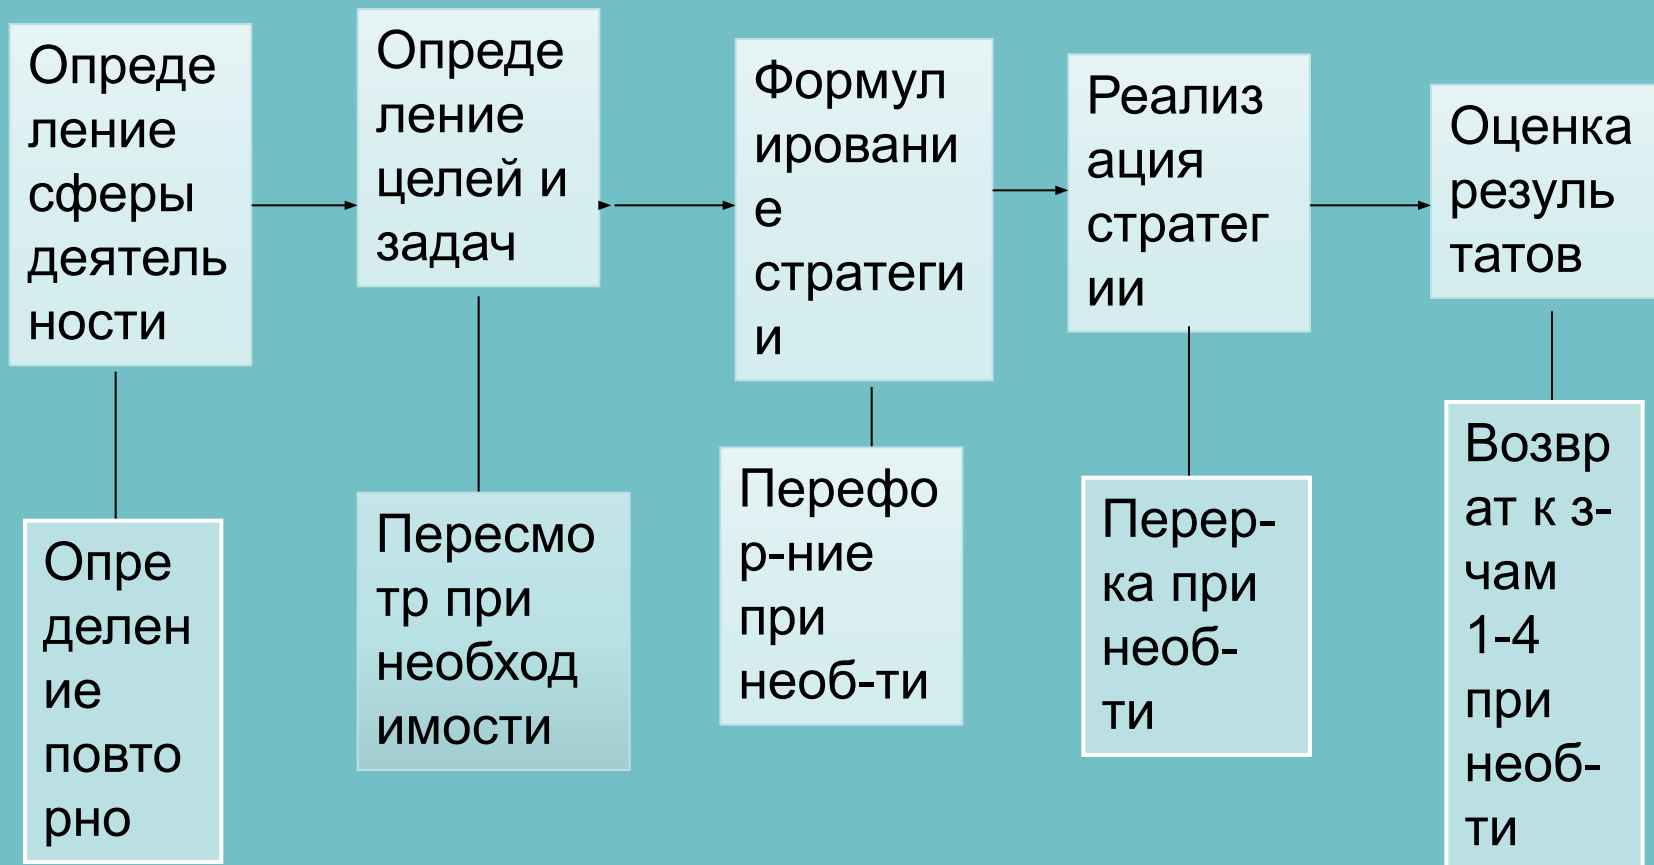 Опреде
ление
сферы
деятель
ности
Опреде
ление
целей и
задач
Формул
ировани
е
стратеги
и
Реализ
ация
стратег
ии
Оценка
резуль
татов
Опре
делен
ие
повто
рно
Пересмо
тр при
необход
имости
Перефо
р-ние
при
необ-ти
Перер-
ка при
необ-
ти
Возвр
ат к з-
чам
1-4
при
необ-
ти